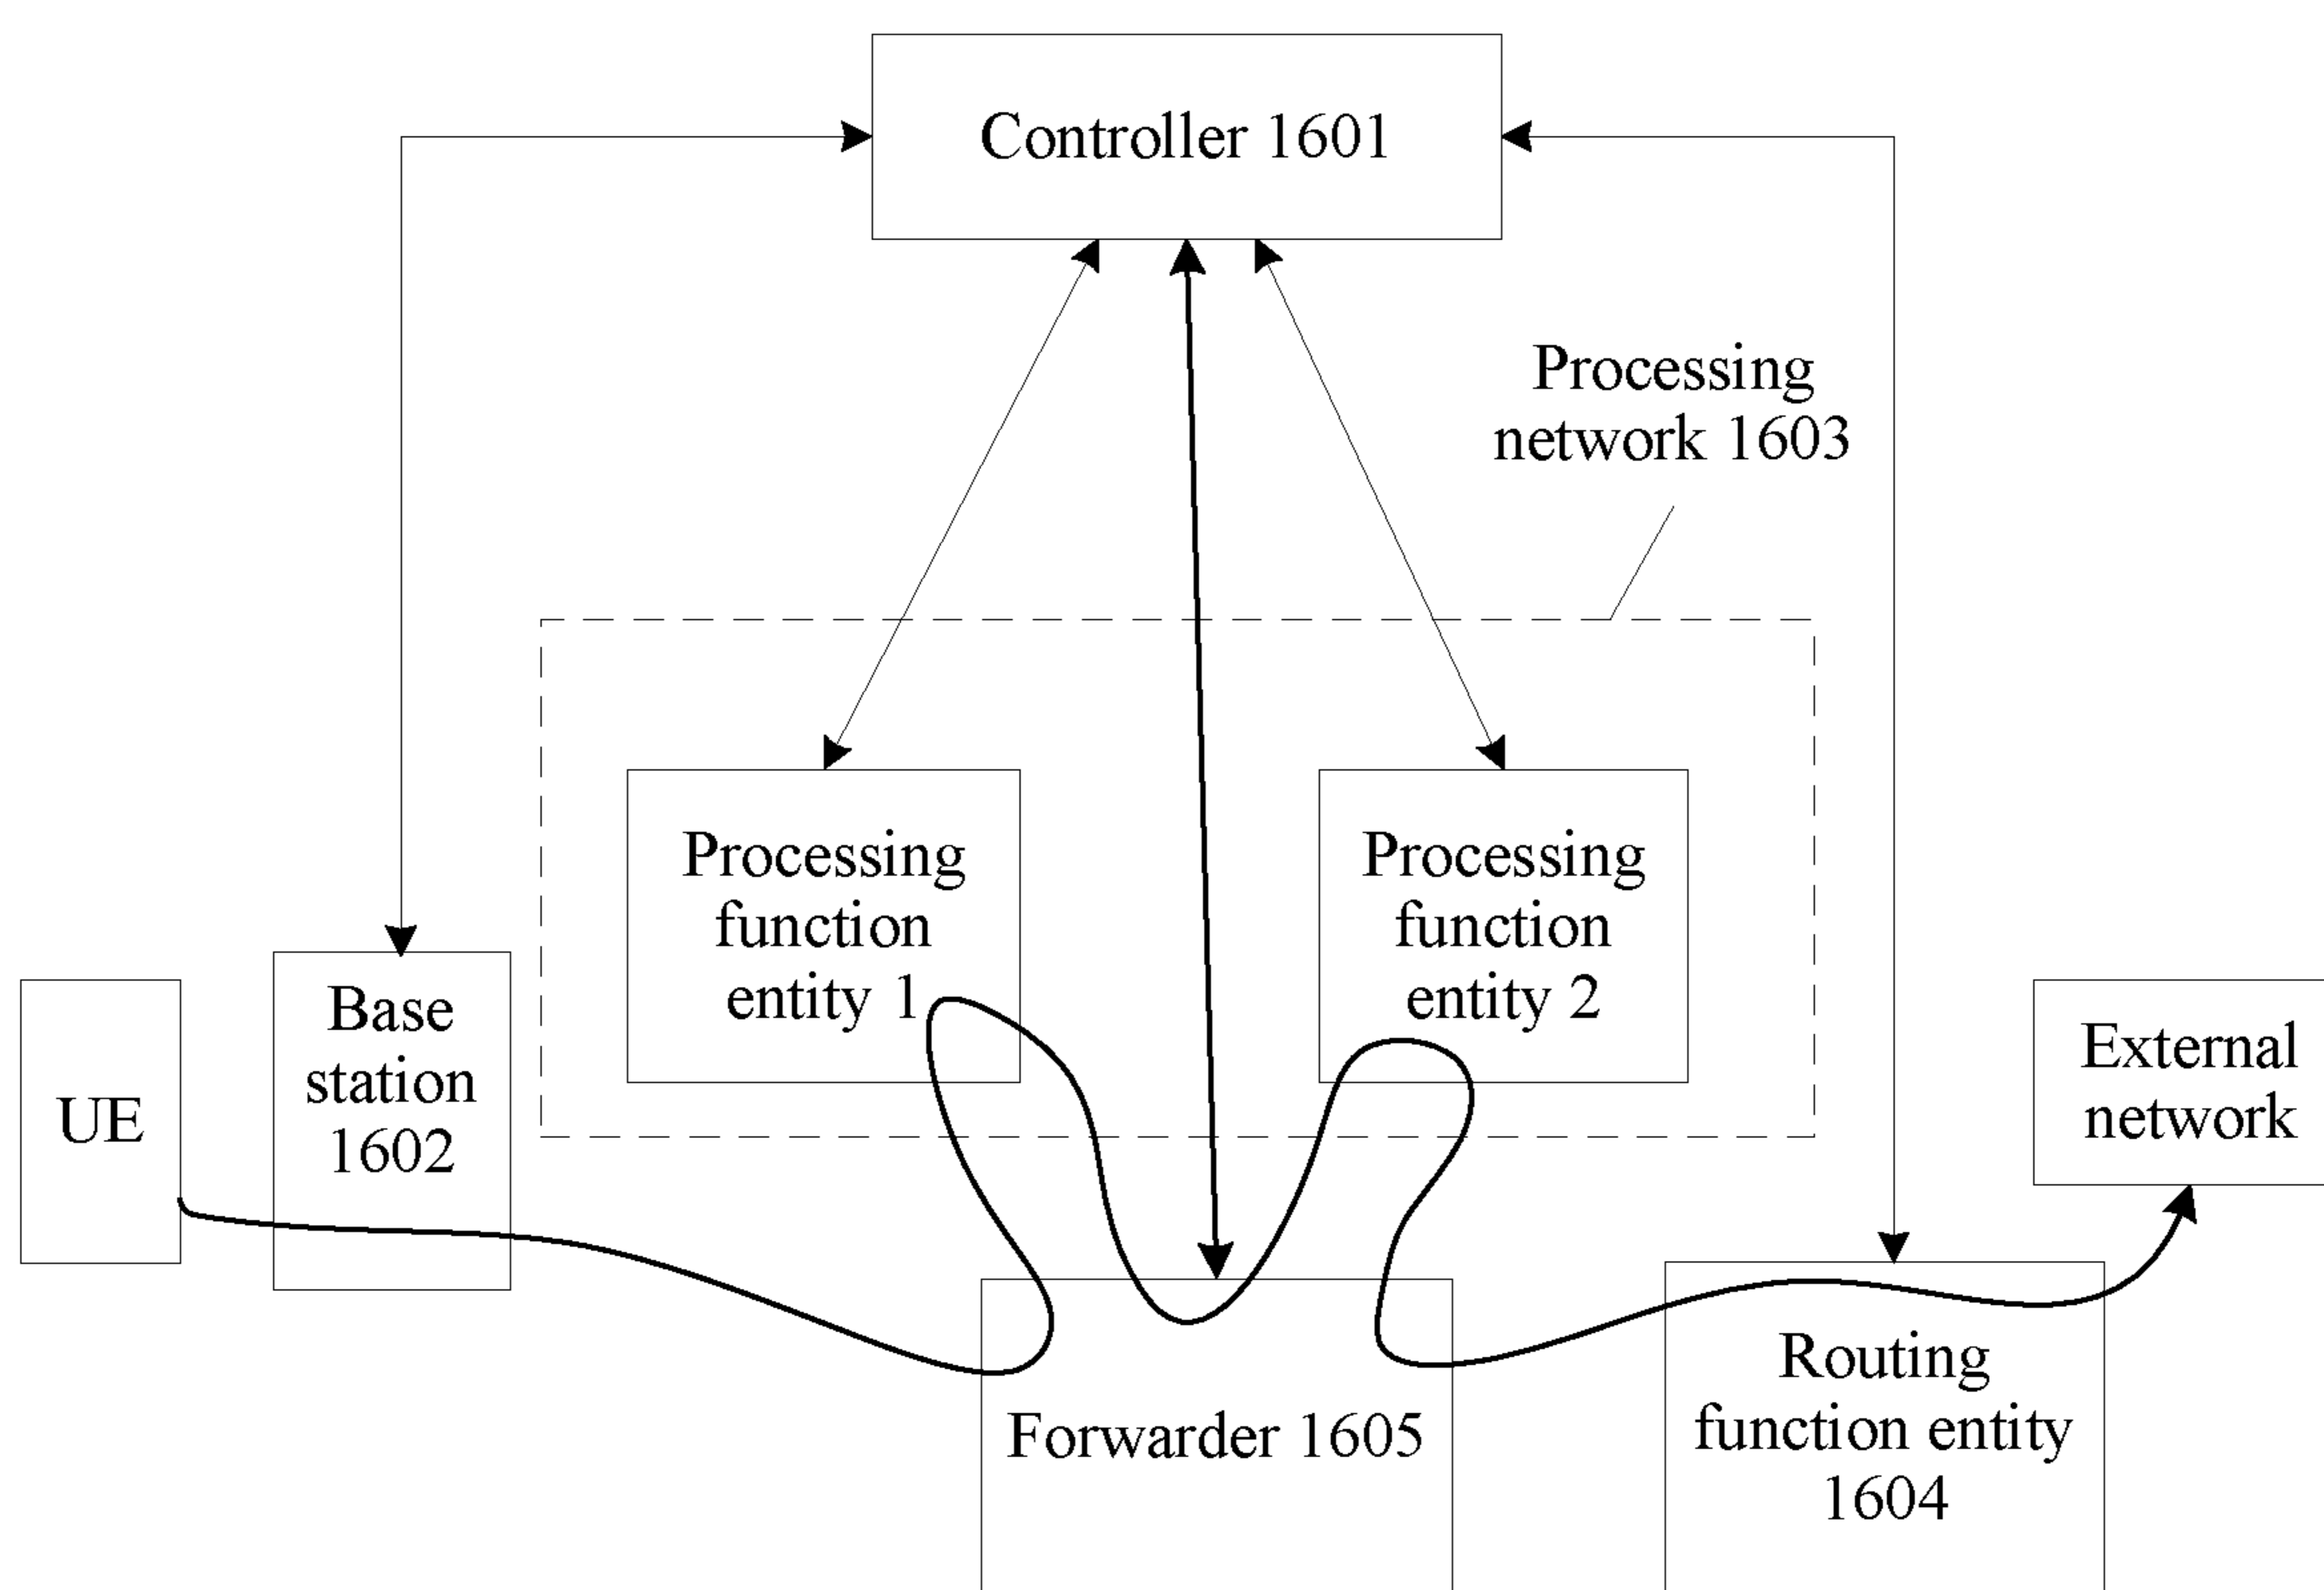 Controller 1601
Processing
network 1603
Processing
function
entity 1
Processing
function
entity 2
Base
station
1602
UE
External
network
Forwarder 1605
Routing
function entity
1604